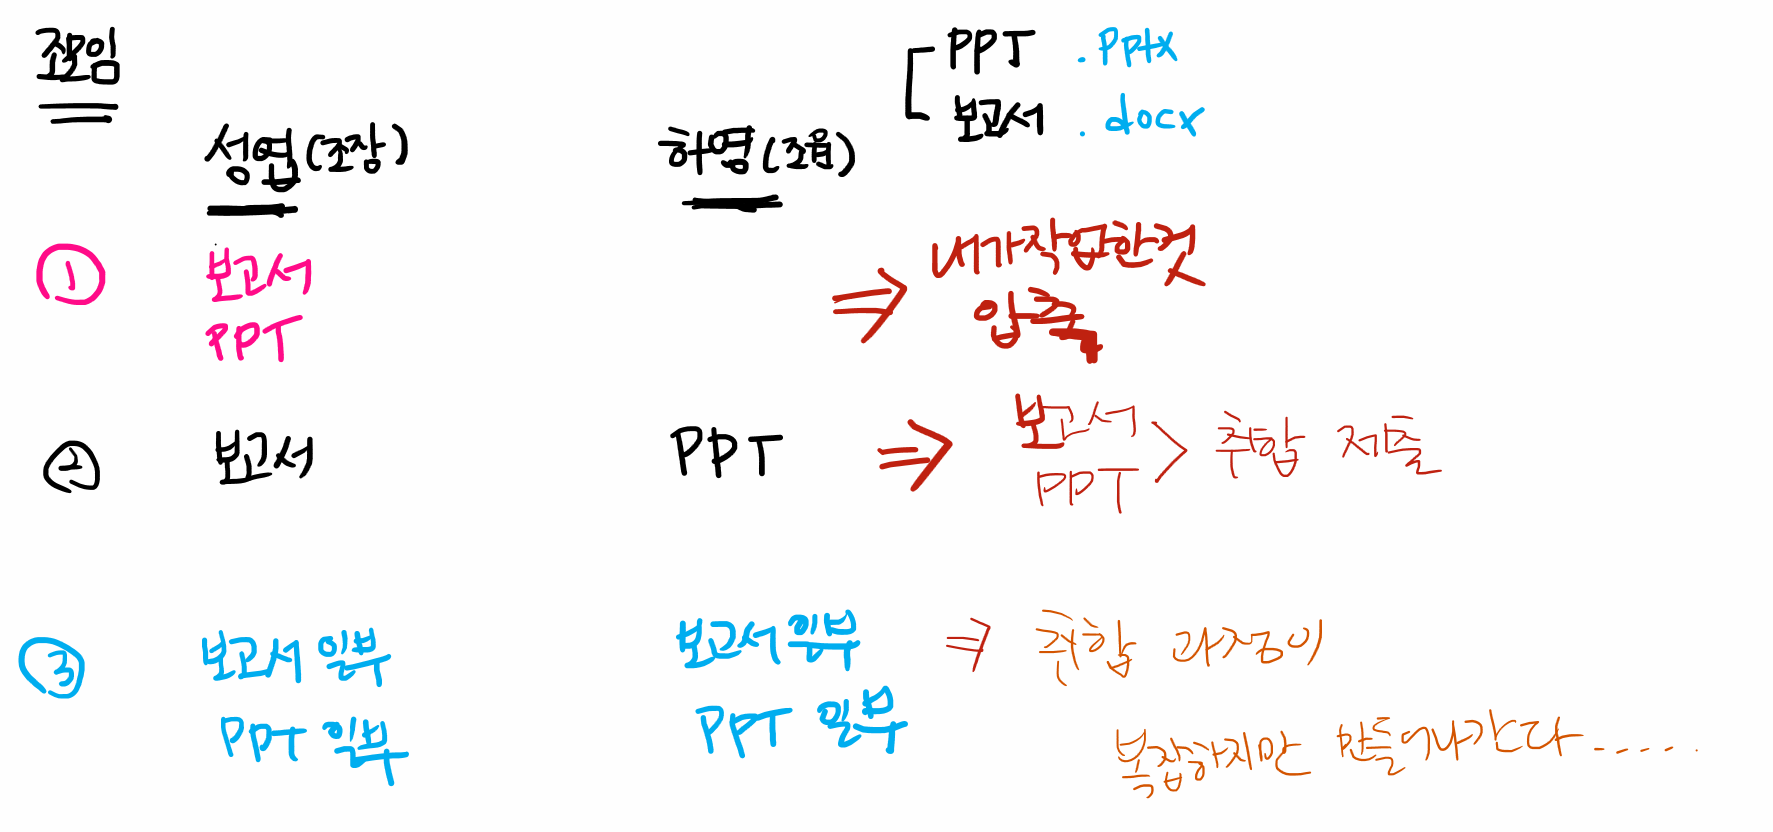 조모임
PPT .pptx
보고서 .docx
성엽(조장) 하영(조원)
① 보고서
PPT
⇒ 내가작업한것
압축
② 보고서 PPT ⇒ 보고서
PPT > 취합 제출
③ 보고서 일부 보고서 일부 ⇒ 취합 과정이
PPT 일부 PPT 일부
복잡하지만 만들어나간다......